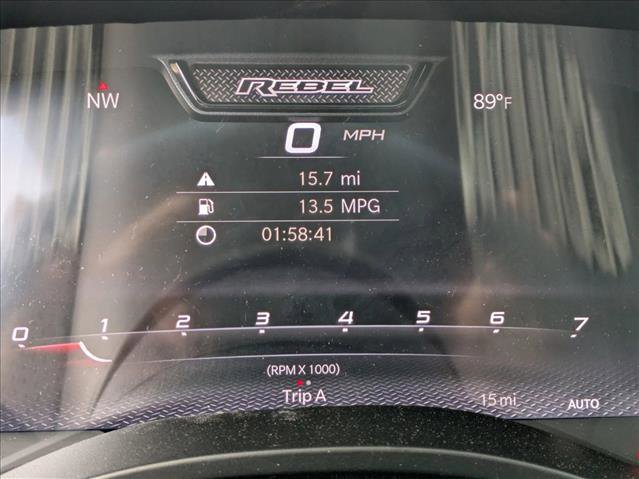 REBEL
NW
89°F
0 MPH
15.7 mi
13.5 MPG
01:58:41
0 1 2 3 4 5 6 7
(RPM X 1000)
Trip A
15 mi
AUTO